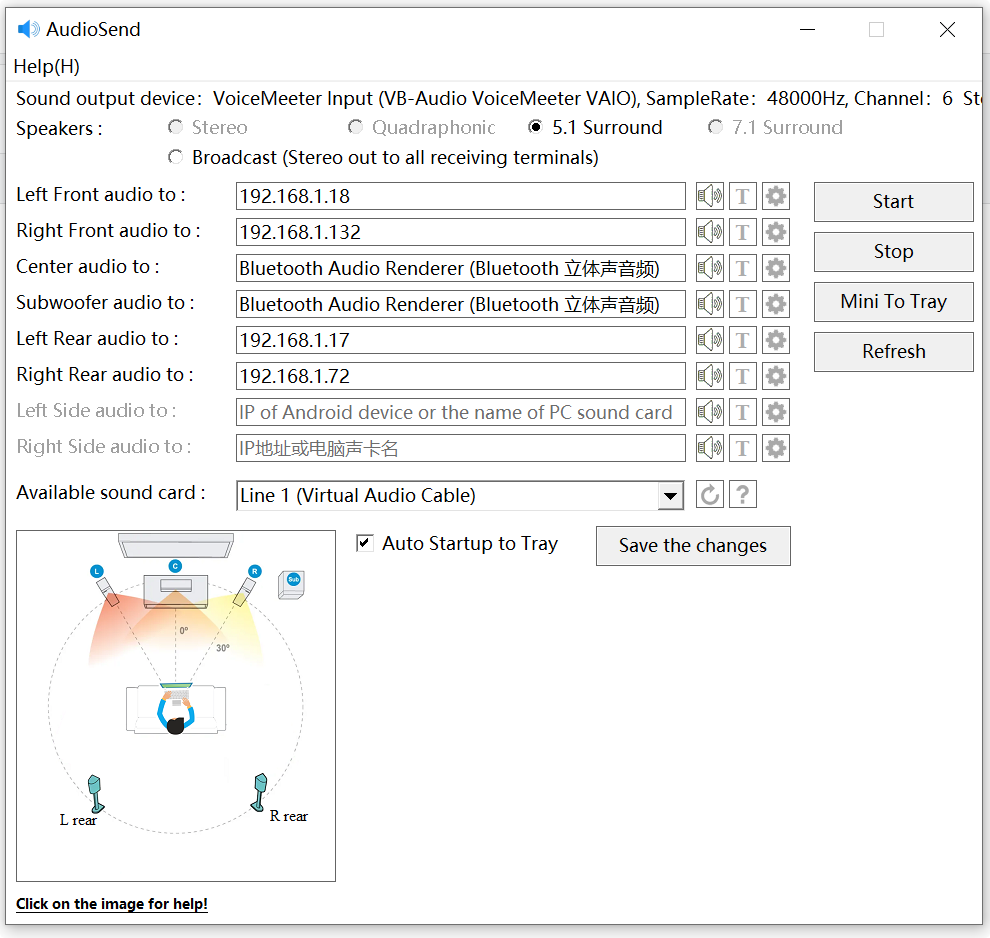 AudioSend
Help(H)
Sound output device：VoiceMeeter Input (VB-Audio VoiceMeeter VAIO), SampleRate：48000Hz, Channel：6
Speakers :
Stereo
Quadraphonic
5.1 Surround
7.1 Surround
Broadcast (Stereo out to all receiving terminals)
Left Front audio to :
192.168.1.18
T
Start
Right Front audio to :
192.168.1.132
T
Stop
Center audio to :
Bluetooth Audio Renderer (Bluetooth 立体声音频)
T
Subwoofer audio to :
Bluetooth Audio Renderer (Bluetooth 立体声音频)
T
Mini To Tray
Left Rear audio to :
192.168.1.17
T
Refresh
Right Rear audio to :
192.168.1.72
T
Left Side audio to :
IP of Android device or the name of PC sound card
T
Right Side audio to :
IP地址或电脑声卡名
T
Available sound card :
Line 1 (Virtual Audio Cable)
?
Auto Startup to Tray
Save the changes
L
C
R
Sub
0°
30°
L rear
R rear
Click on the image for help!